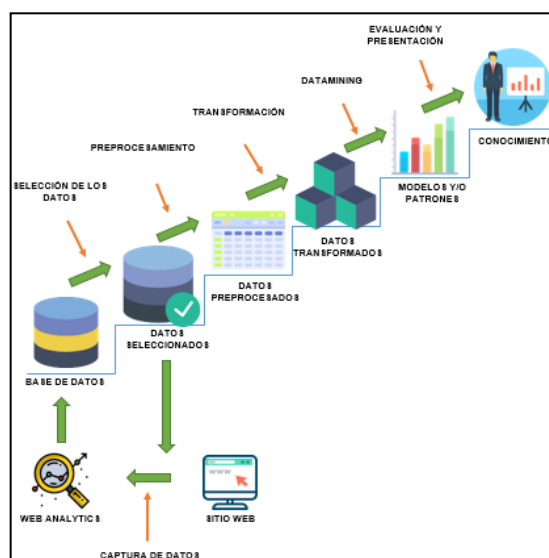 EVALUACIÓN Y
PRESENTACIÓN
DATAMINING
TRANSFORMACIÓN
CONOCIMIENTO
PREPROCESAMIENTO
MODELOS Y/O
PATRONES
SELECCIÓN DE LOS
DATOS
DATOS
TRANSFORMADOS
DATOS
PREPROCESADOS
DATOS
SELECCIONADOS
BASE DE DATOS
WWW
WEB ANALYTICS
SITIO WEB
CAPTURA DE DATOS